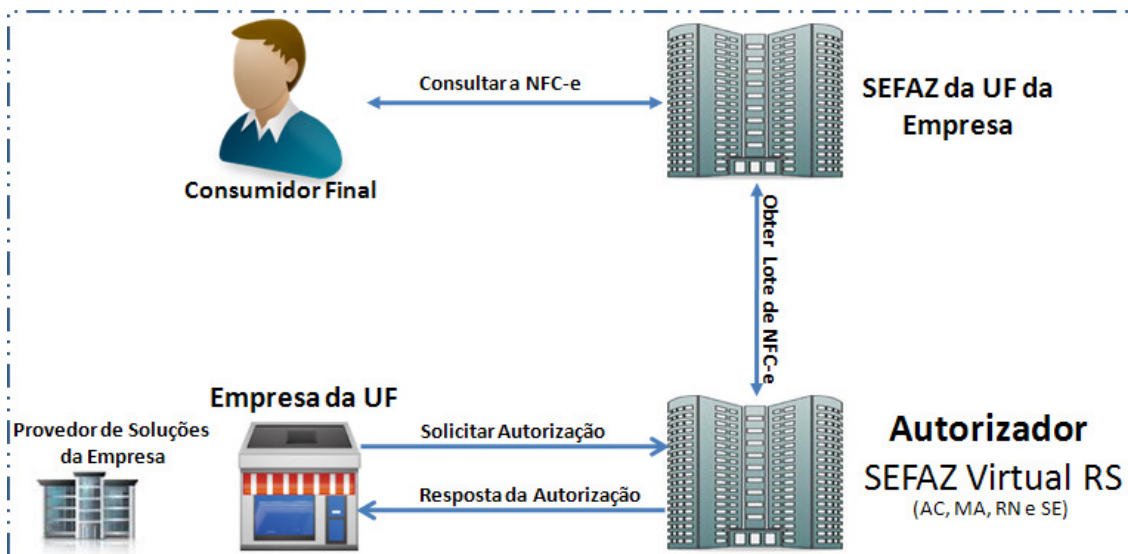 Consultar a NFC-e
SEFAZ da UF da
Empresa
Consumidor Final
Obter Lote de NFC-e
Empresa da UF
Provedor de Soluções
da Empresa
Solicitar Autorização
Resposta da Autorização
Autorizador
SEFAZ Virtual RS
(AC, MA, RN e SE)